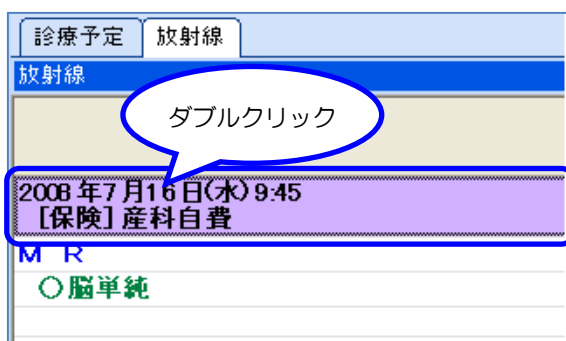 診療予定 放射線
放射線
ダブルクリック
2008年7月16日(水) 9:45
[保険] 産科自費
M R
○脳単純